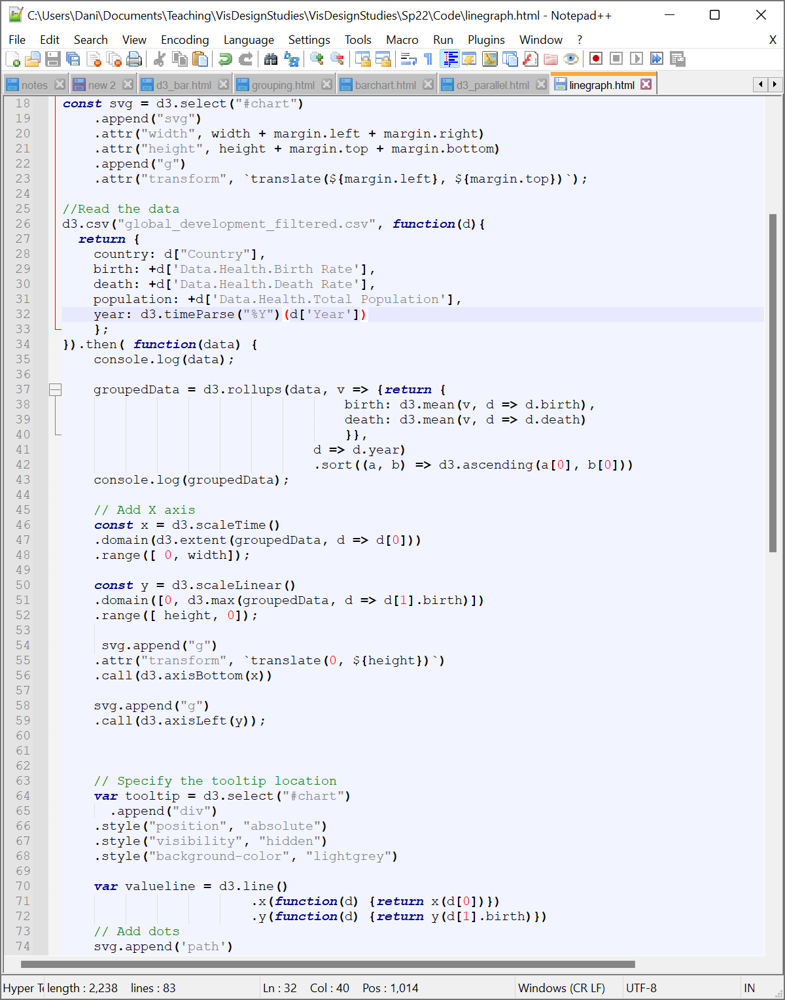 C:\Users\Dani\Documents\Teaching\VisDesignStudies\VisDesignStudies\Sp22\Code\linegraph.html - Notepad++
File Edit Search View Encoding Language Settings Tools Macro Run Plugins Window ? X
notes new 2 d3_bar.html grouping.html barchart.html d3_parallel.html linegraph.html
18 const svg = d3.select("#chart")
19     .append("svg")
20     .attr("width", width + margin.left + margin.right)
21     .attr("height", height + margin.top + margin.bottom)
22     .append("g")
23     .attr("transform", `translate(${margin.left}, ${margin.top})`);
24
25 //Read the data
26 d3.csv("global_development_filtered.csv", function(d){
27   return {
28     country: d["Country"],
29     birth: +d['Data.Health.Birth Rate'],
30     death: +d['Data.Health.Death Rate'],
31     population: +d['Data.Health.Total Population'],
32     year: d3.timeParse("%Y")(d['Year'])
33     };
34 }).then( function(data) {
35     console.log(data);
36
37     groupedData = d3.rollups(data, v => {return {
38                                     birth: d3.mean(v, d => d.birth),
39                                     death: d3.mean(v, d => d.death)
40                                     }},
41                                 d => d.year)
42                                 .sort((a, b) => d3.ascending(a[0], b[0]))
43     console.log(groupedData);
44
45     // Add X axis
46     const x = d3.scaleTime()
47     .domain(d3.extent(groupedData, d => d[0]))
48     .range([ 0, width]);
49
50     const y = d3.scaleLinear()
51     .domain([0, d3.max(groupedData, d => d[1].birth)])
52     .range([ height, 0]);
53
54      svg.append("g")
55     .attr("transform", `translate(0, ${height})`)
56     .call(d3.axisBottom(x))
57
58     svg.append("g")
59     .call(d3.axisLeft(y));
60
61
62
63     // Specify the tooltip location
64     var tooltip = d3.select("#chart")
65       .append("div")
66     .style("position", "absolute")
67     .style("visibility", "hidden")
68     .style("background-color", "lightgrey")
69
70     var valueline = d3.line()
71                         .x(function(d) {return x(d[0])})
72                         .y(function(d) {return y(d[1].birth)})
73     // Add dots
74     svg.append('path')
Hyper Te length : 2,238 lines : 83 Ln : 32 Col : 40 Pos : 1,014 Windows (CR LF) UTF-8 IN